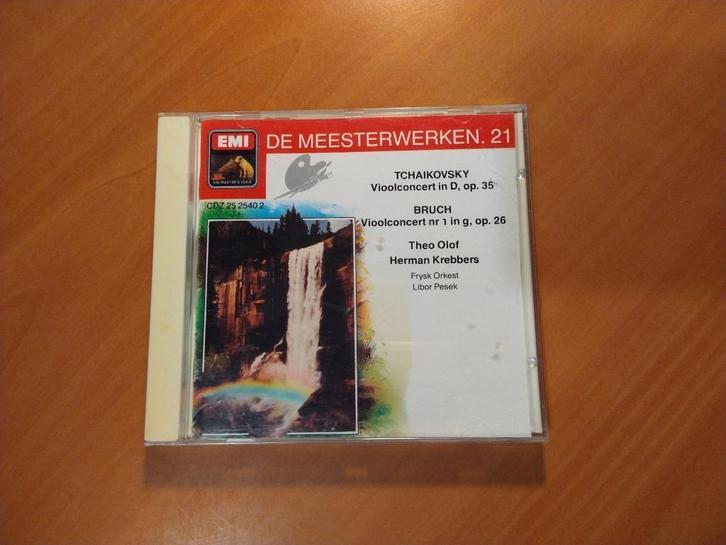 EMI
HIS MASTER'S VOICE
DE MEESTERWERKEN. 21
CDZ 25 2540 2
TCHAIKOVSKY
Vioolconcert in D, op. 35
BRUCH
Vioolconcert nr 1 in g, op. 26
Theo Olof
Herman Krebbers
Frysk Orkest
Libor Pesek